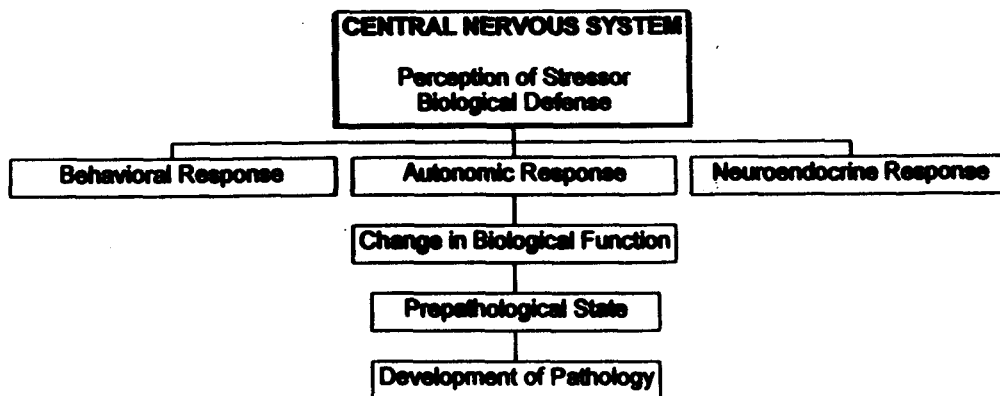 CENTRAL NERVOUS SYSTEM
Perception of Stressor
Biological Defense
Behavioral Response
Autonomic Response
Neuroendocrine Response
Change in Biological Function
Prepathological State
Development of Pathology